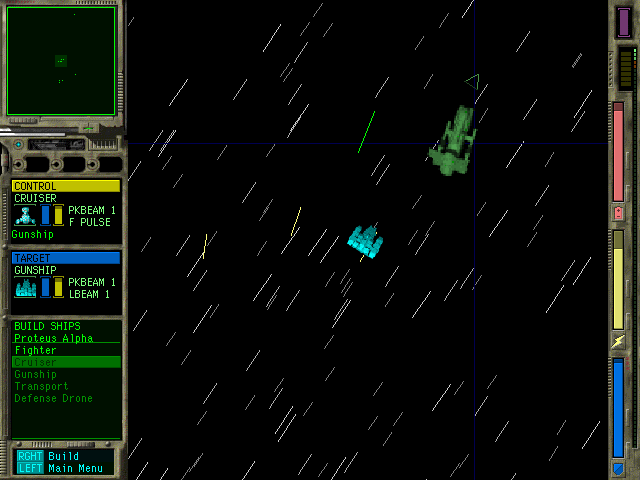 CONTROL
CRUISER
PKBEAM 1
F PULSE
Gunship
TARGET
GUNSHIP
PKBEAM 1
LBEAM 1
BUILD SHIPS
Proteus Alpha
Fighter
Cruiser
Gunship
Transport
Defense Drone
RGHT Build
LEFT Main Menu